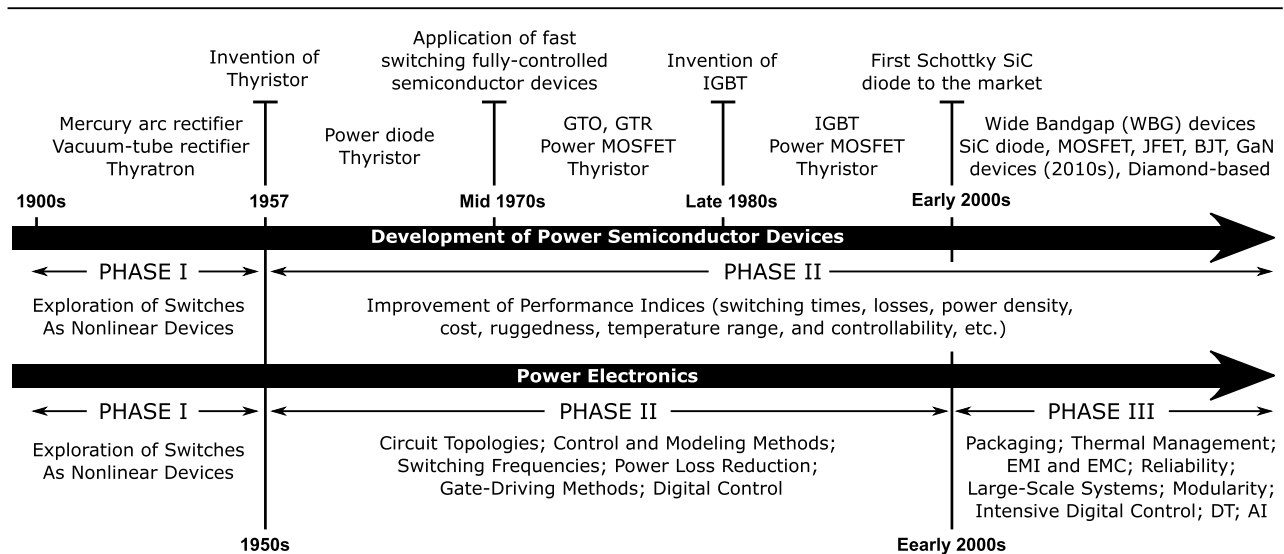 Invention of
Thyristor
Application of fast
switching fully-controlled
semiconductor devices
Invention of
IGBT
First Schottky SiC
diode to the market
Mercury arc rectifier
Vacuum-tube rectifier
Thyratron
Power diode
Thyristor
GTO, GTR
Power MOSFET
Thyristor
IGBT
Power MOSFET
Thyristor
Wide Bandgap (WBG) devices
SiC diode, MOSFET, JFET, BJT, GaN
devices (2010s), Diamond-based
1900s
1957
Mid 1970s
Late 1980s
Early 2000s
Development of Power Semiconductor Devices
PHASE I
PHASE II
Exploration of Switches
As Nonlinear Devices
Improvement of Performance Indices (switching times, losses, power density,
cost, ruggedness, temperature range, and controllability, etc.)
Power Electronics
PHASE I
PHASE II
PHASE III
Exploration of Switches
As Nonlinear Devices
Circuit Topologies; Control and Modeling Methods;
Switching Frequencies; Power Loss Reduction;
Gate-Driving Methods; Digital Control
Packaging; Thermal Management;
EMI and EMC; Reliability;
Large-Scale Systems; Modularity;
Intensive Digital Control; DT; AI
1950s
Eearly 2000s